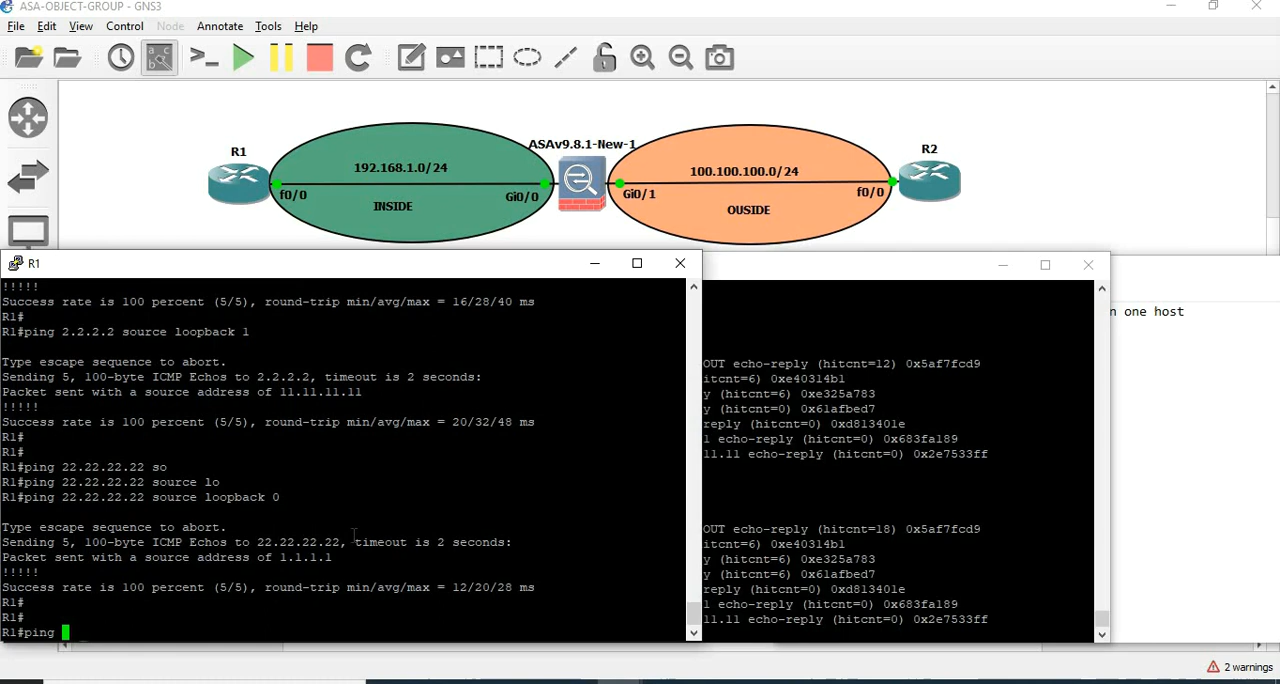 ASA-OBJECT-GROUP - GNS3
File Edit View Control Node Annotate Tools Help
ASAv9.8.1-New-1
R1
R2
192.168.1.0/24
100.100.100.0/24
f0/0
Gi0/0
Gi0/1
f0/0
INSIDE
OUSIDE
R1
!!!!!
Success rate is 100 percent (5/5), round-trip min/avg/max = 16/28/40 ms
R1#
R1#ping 2.2.2.2 source loopback 1
Type escape sequence to abort.
Sending 5, 100-byte ICMP Echos to 2.2.2.2, timeout is 2 seconds:
Packet sent with a source address of 11.11.11.11
!!!!!
Success rate is 100 percent (5/5), round-trip min/avg/max = 20/32/48 ms
R1#
R1#
R1#ping 22.22.22.22 so
R1#ping 22.22.22.22 source lo
R1#ping 22.22.22.22 source loopback 0
Type escape sequence to abort.
Sending 5, 100-byte ICMP Echos to 22.22.22.22, timeout is 2 seconds:
Packet sent with a source address of 1.1.1.1
!!!!!
Success rate is 100 percent (5/5), round-trip min/avg/max = 12/20/28 ms
R1#
R1#
R1#ping
OUT echo-reply (hitcnt=12) 0x5af7fcd9
itcnt=6) 0xe40314b1
y (hitcnt=6) 0xe325a783
y (hitcnt=0) 0x61afbed7
reply (hitcnt=0) 0xd813401e
l echo-reply (hitcnt=0) 0x683fa189
11.11 echo-reply (hitcnt=0) 0x2e7533ff
OUT echo-reply (hitcnt=18) 0x5af7fcd9
itcnt=6) 0xe40314b1
y (hitcnt=6) 0xe325a783
y (hitcnt=6) 0x61afbed7
reply (hitcnt=0) 0xd813401e
l echo-reply (hitcnt=0) 0x683fa189
11.11 echo-reply (hitcnt=0) 0x2e7533ff
n one host
2 warnings